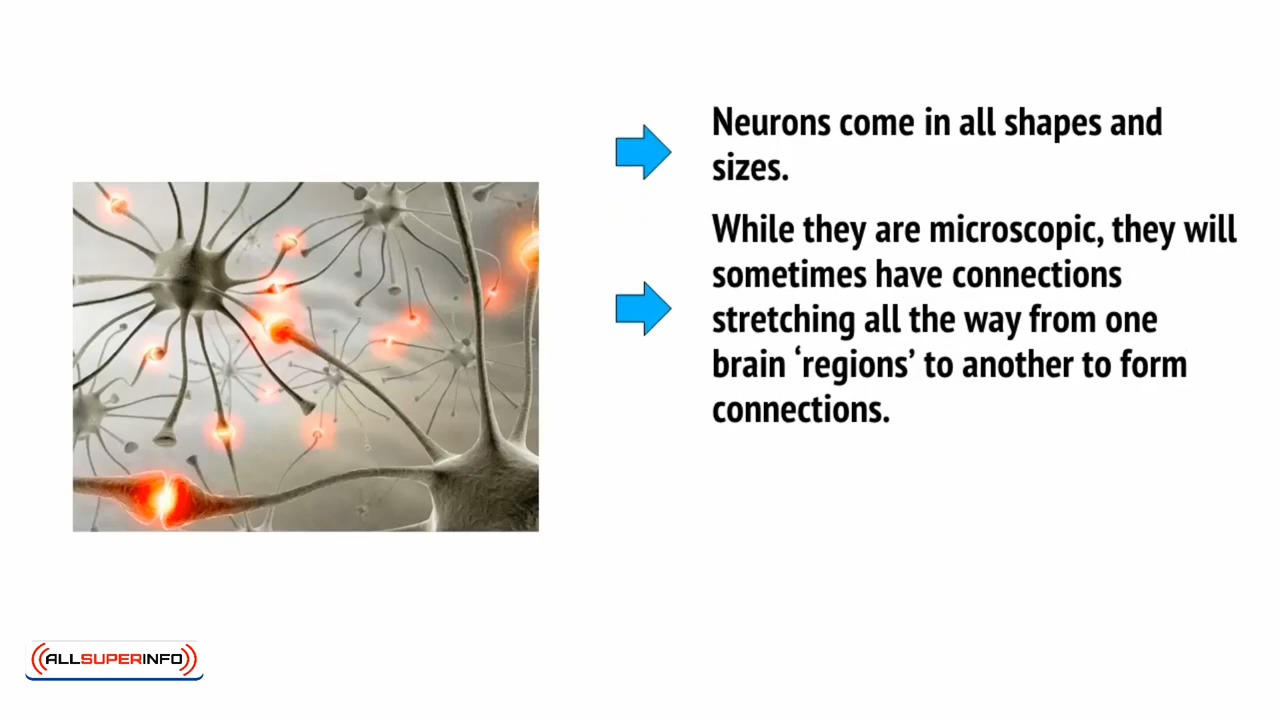 Neurons come in all shapes and
sizes.
While they are microscopic, they will
sometimes have connections
stretching all the way from one
brain ‘regions’ to another to form
connections.
ALLSUPERINFO